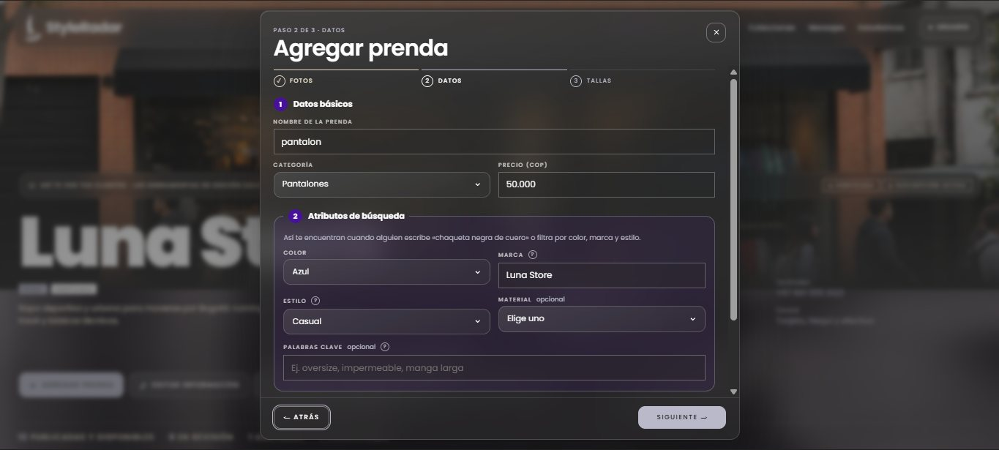 StyleRadar
PASO 2 DE 3 · DATOS
Agregar prenda
×
✓ FOTOS
2 DATOS
3 TALLAS
1 Datos básicos
NOMBRE DE LA PRENDA
pantalon
CATEGORÍA
PRECIO (COP)
Pantalones
50.000
2 Atributos de búsqueda
Así te encuentran cuando alguien escribe «chaqueta negra de cuero» o filtra por color, marca y estilo.
COLOR
MARCA ?
Azul
Luna Store
ESTILO ?
MATERIAL opcional
Casual
Elige uno
PALABRAS CLAVE opcional ?
Ej. oversize, impermeable, manga larga
← ATRÁS
SIGUIENTE →
Luna St